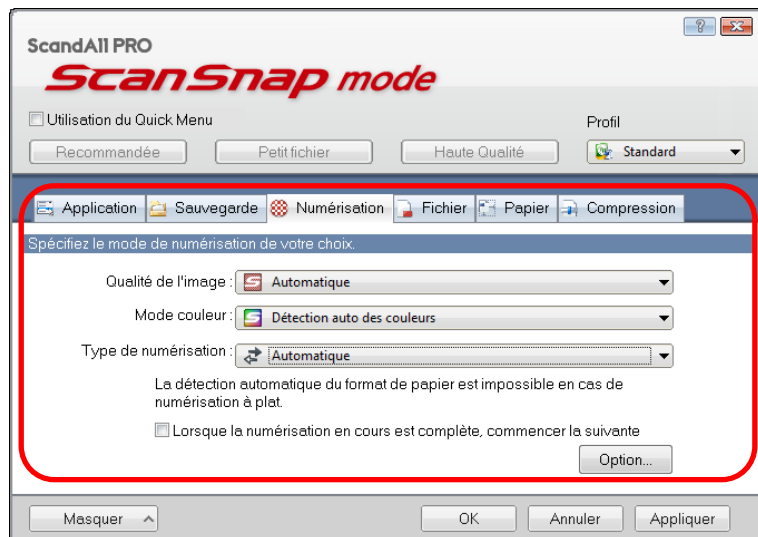 ScandAll PRO
ScanSnap mode
Utilisation du Quick Menu
Profil
Recommandée Petit fichier Haute Qualité Standard
Application Sauvegarde Numérisation Fichier Papier Compression
Spécifiez le mode de numérisation de votre choix.
Qualité de l'image : Automatique
Mode couleur : Détection auto des couleurs
Type de numérisation : Automatique
La détection automatique du format de papier est impossible en cas de
numérisation à plat.
Lorsque la numérisation en cours est complète, commencer la suivante
Option...
Masquer OK Annuler Appliquer